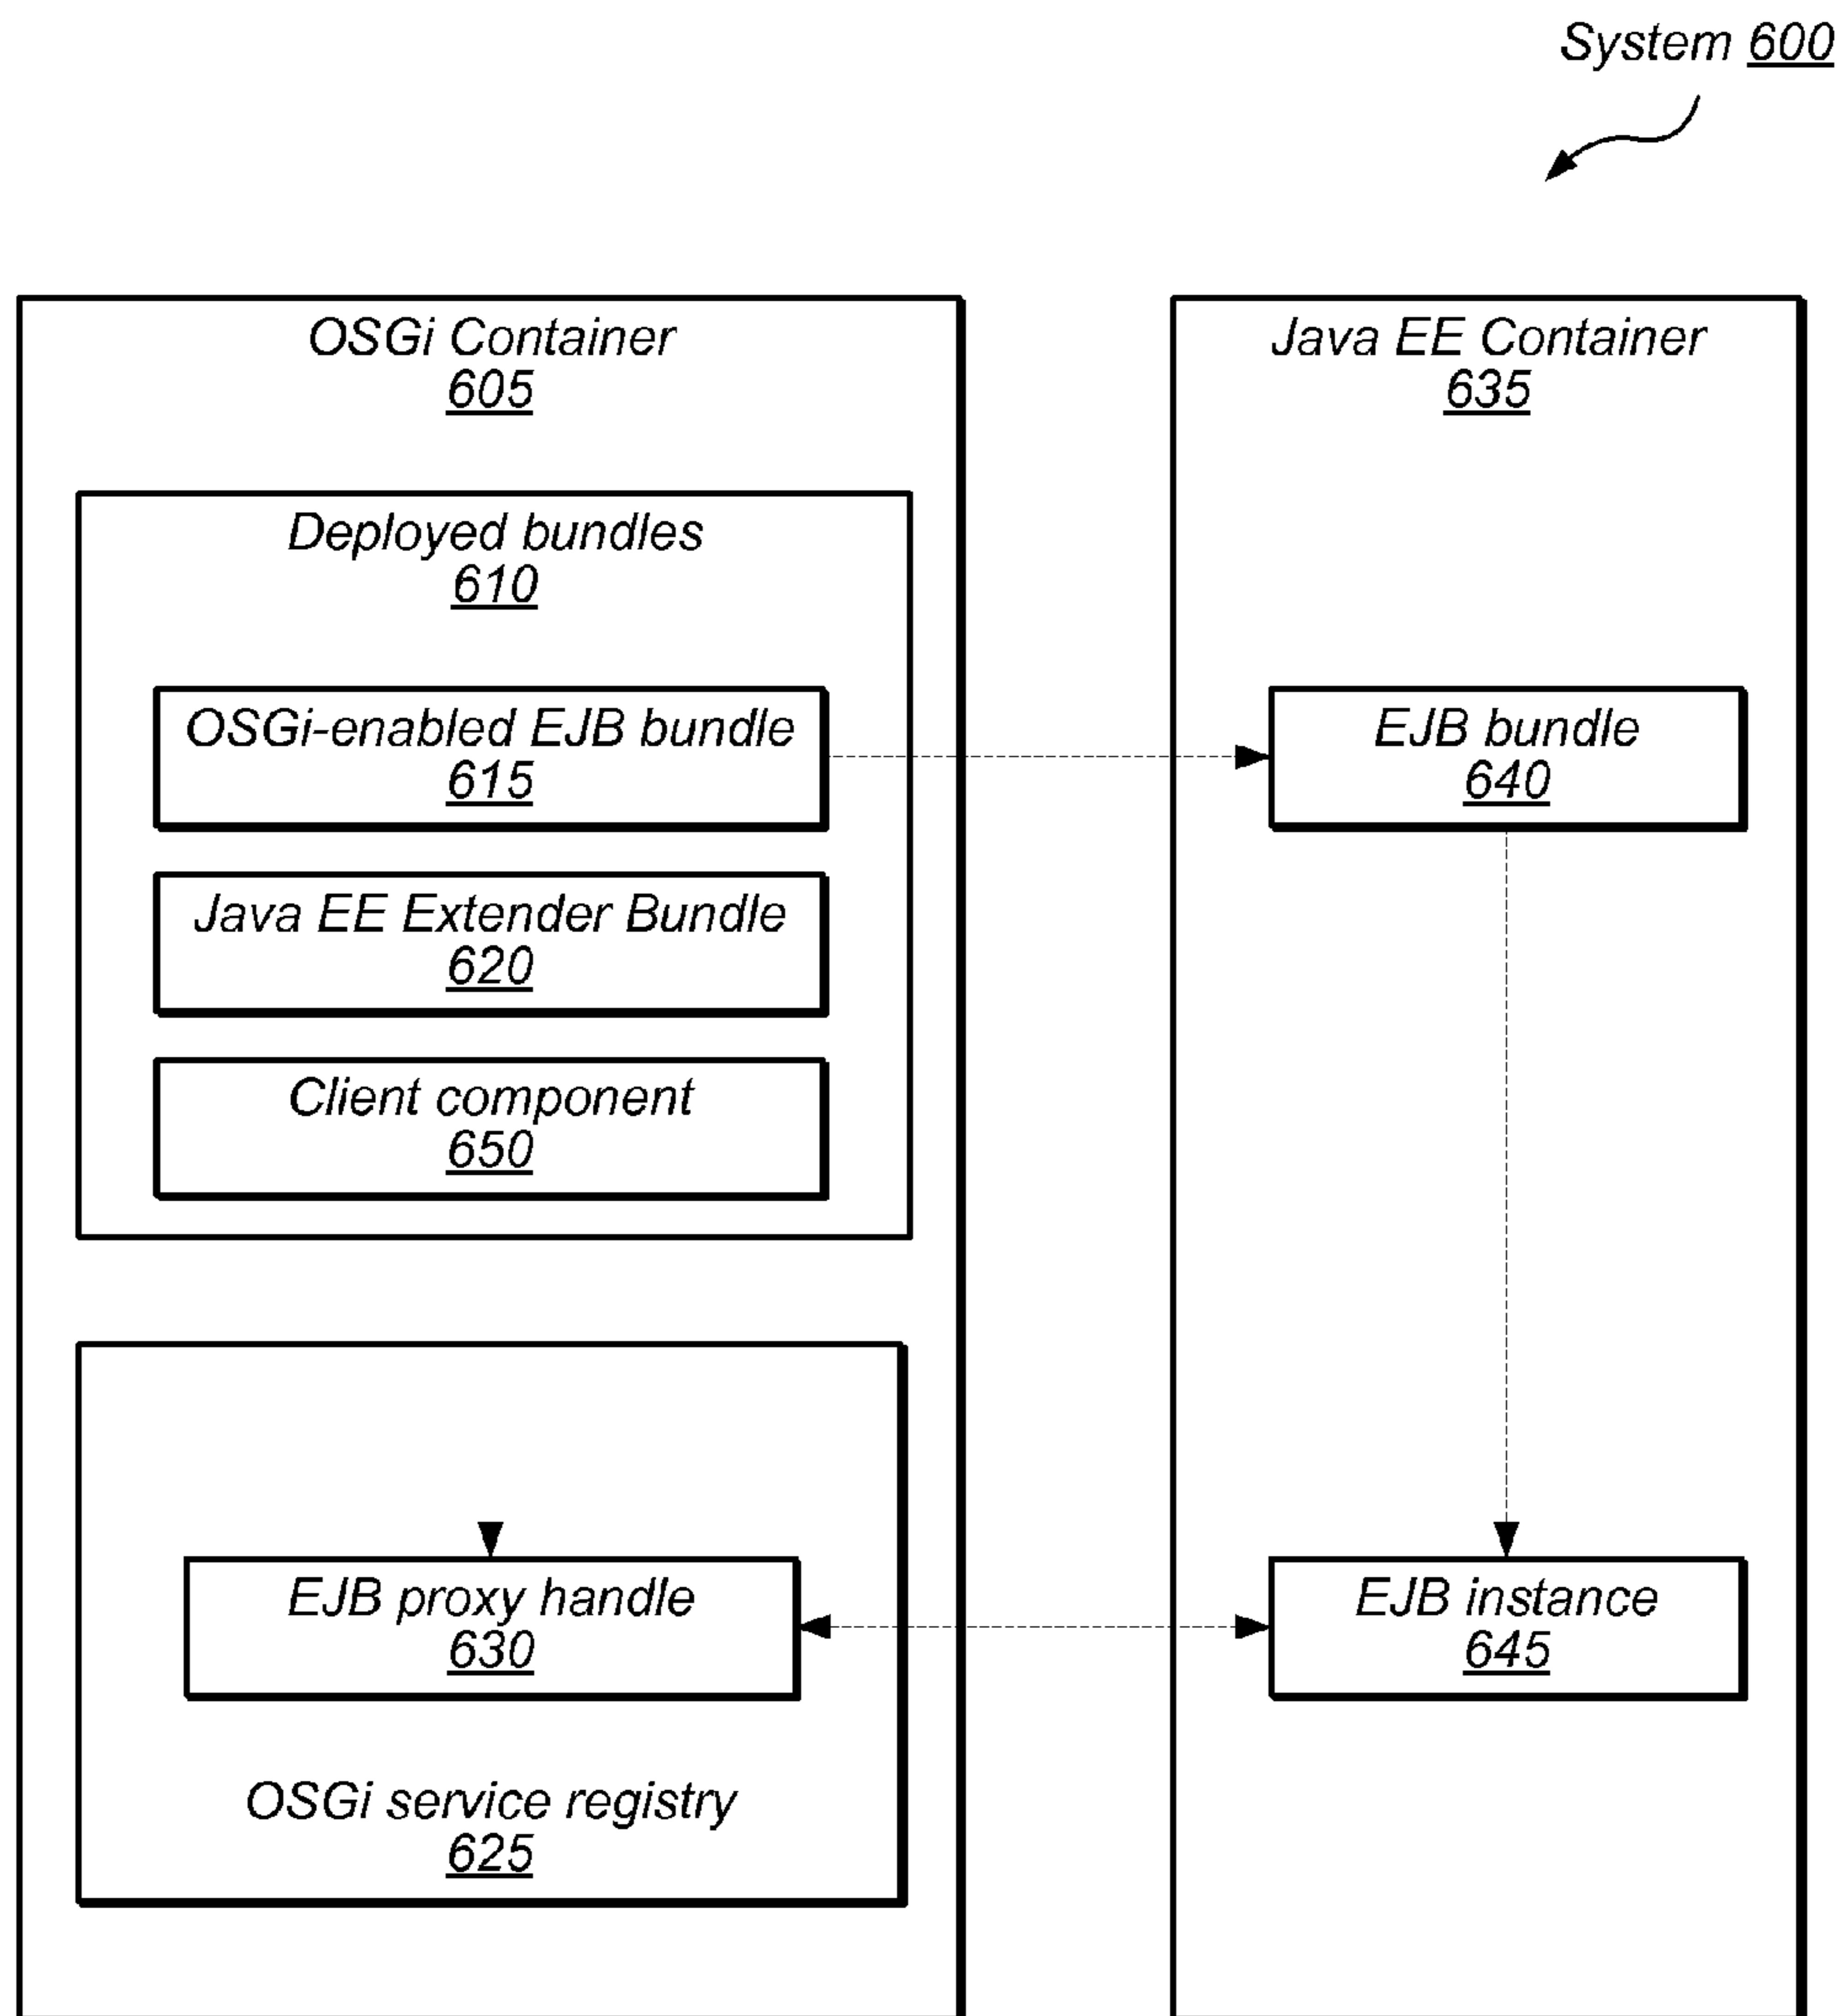 System 600
OSGi Container
605
Deployed bundles
610
OSGi-enabled EJB bundle
615
Java EE Extender Bundle
620
Client component
650
EJB proxy handle
630
OSGi service registry
625
Java EE Container
635
EJB bundle
640
EJB instance
645